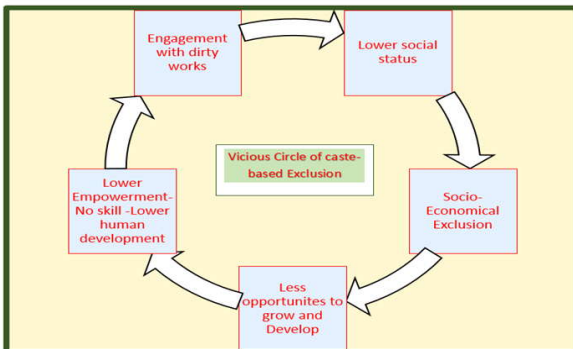 Engagement
with dirty
works
Lower social
status
Vicious Circle of caste-
based Exclusion
Lower
Empowerment-
No skill -Lower
human
development
Socio-
Economical
Exclusion
Less
opportunites to
grow and
Develop